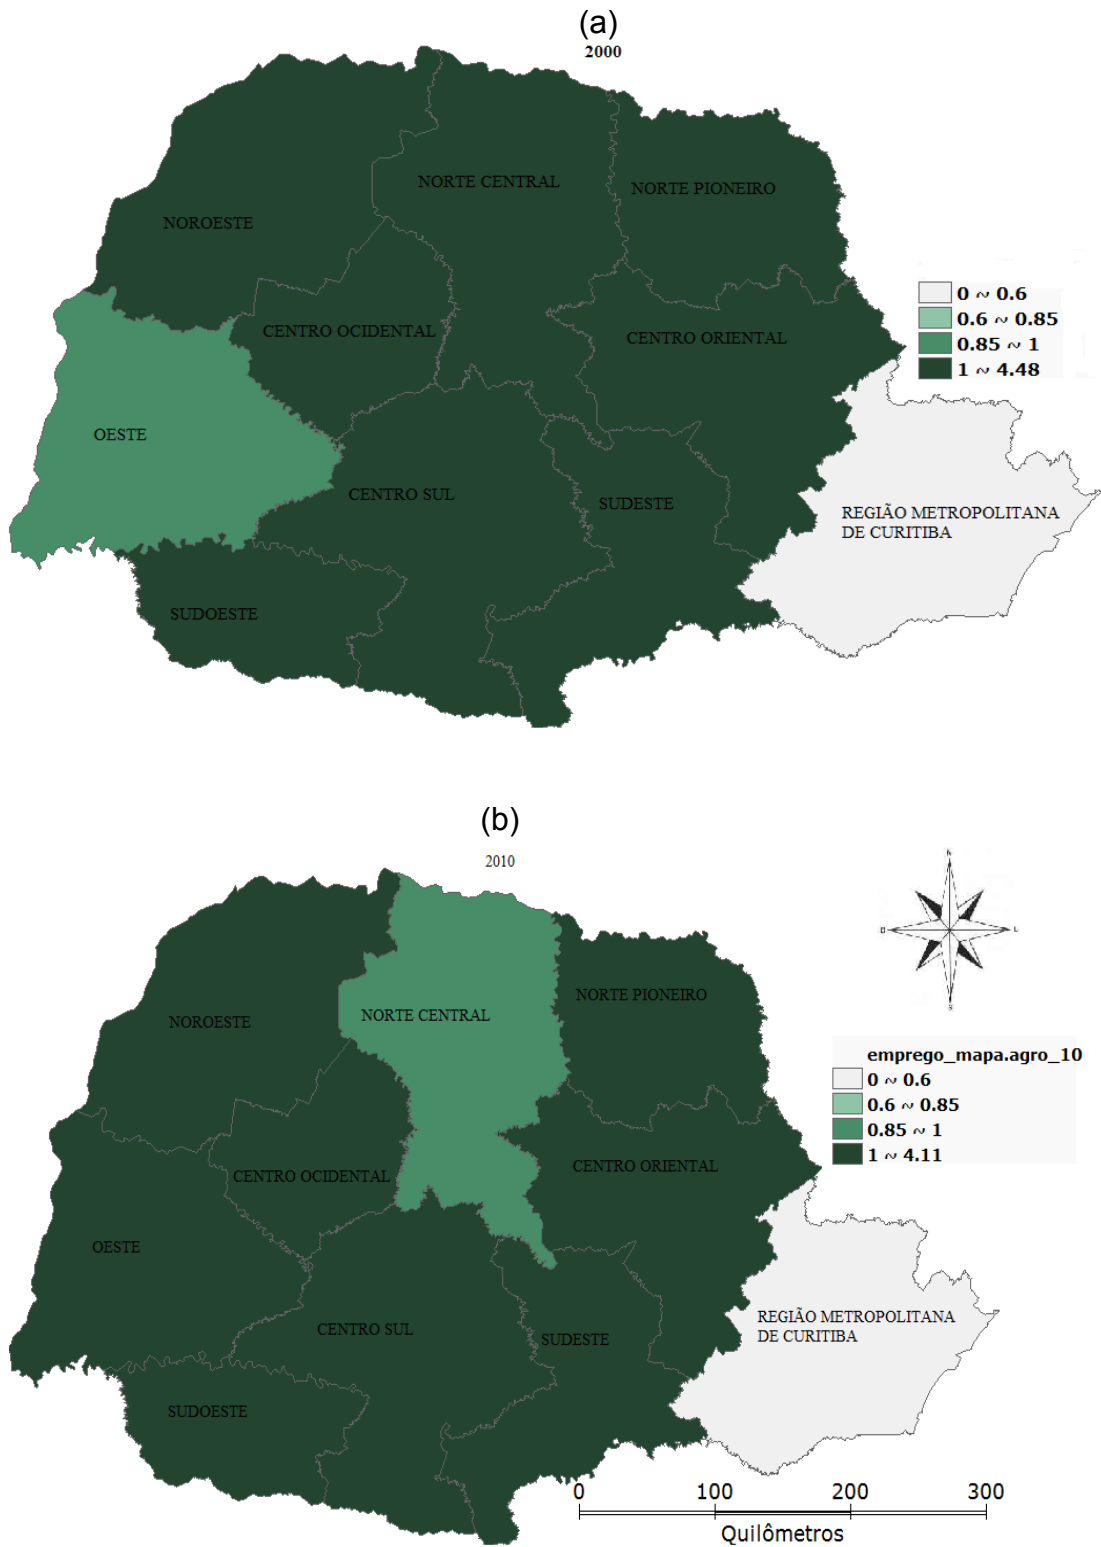 (a)
2000
NORTE CENTRAL
NORTE PIONEIRO
NOROESTE
0 ~ 0.6
0.6 ~ 0.85
0.85 ~ 1
1 ~ 4.48
CENTRO OCIDENTAL
CENTRO ORIENTAL
OESTE
CENTRO SUL
SUDESTE
REGIÃO METROPOLITANA
DE CURITIBA
SUDOESTE
(b)
2010
N
O
L
S
NORTE PIONEIRO
NORTE CENTRAL
NOROESTE
emprego_mapa.agro_10
0 ~ 0.6
0.6 ~ 0.85
0.85 ~ 1
1 ~ 4.11
CENTRO ORIENTAL
CENTRO OCIDENTAL
OESTE
REGIÃO METROPOLITANA
DE CURITIBA
CENTRO SUL
SUDESTE
SUDOESTE
0 100 200 300
Quilômetros